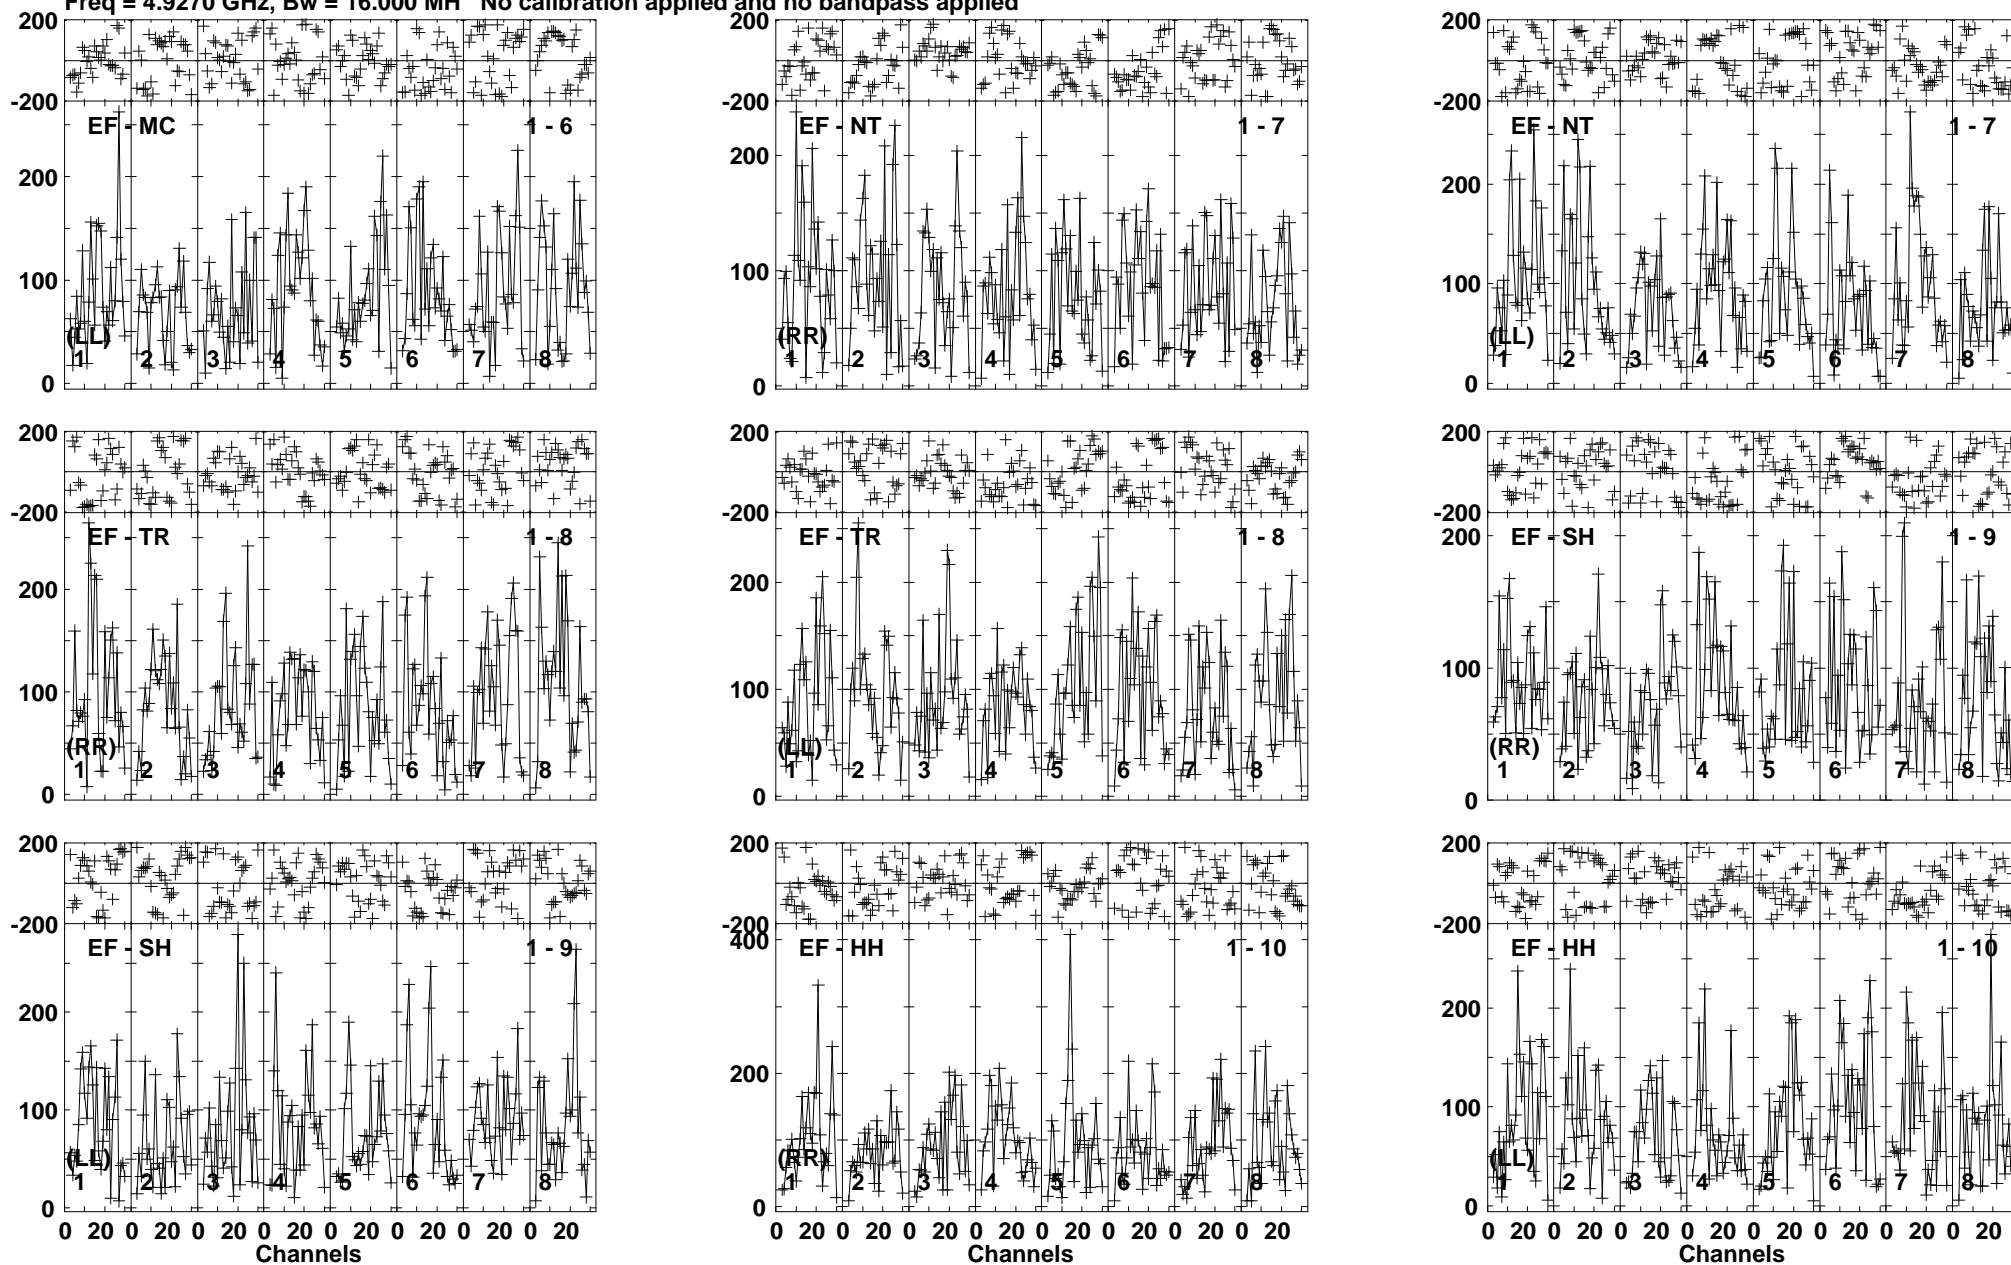 Freq = 4.9270 GHz, Bw = 16.000 MH   No calibration applied and no bandpass applied
200 200 200
-200 -200 -200
EF - MC 1 - 6 EF - NT 1 - 7 EF - NT 1 - 7
200 200 200
100 100 100
(LL) (RR) (LL)
1 2 3 4 5 6 7 8 1 2 3 4 5 6 7 8 1 2 3 4 5 6 7 8
0 0 0
200 200 200
-200 -200 -200
EF - TR 1 - 8 EF - TR 1 - 8 EF - SH 1 - 9
200 200 200
100 100 100
(RR) (LL) (RR)
1 2 3 4 5 6 7 8 1 2 3 4 5 6 7 8 1 2 3 4 5 6 7 8
0 0 0
200 200 200
-200 -200 -200
EF - SH 1 - 9 EF - HH 1 - 10 EF - HH 1 - 10
400
200 200 200
100 100
(LL) (RR) (LL)
1 2 3 4 5 6 7 8 1 2 3 4 5 6 7 8 1 2 3 4 5 6 7 8
0 0 0
0 20 0 20 0 20 0 20 0 20 0 20 0 20 0 20 0 20 0 20 0 20 0 20 0 20 0 20 0 20 0 20 0 20 0 20 0 20 0 20 0 20 0 20 0 20 0 20
Channels Channels Channels